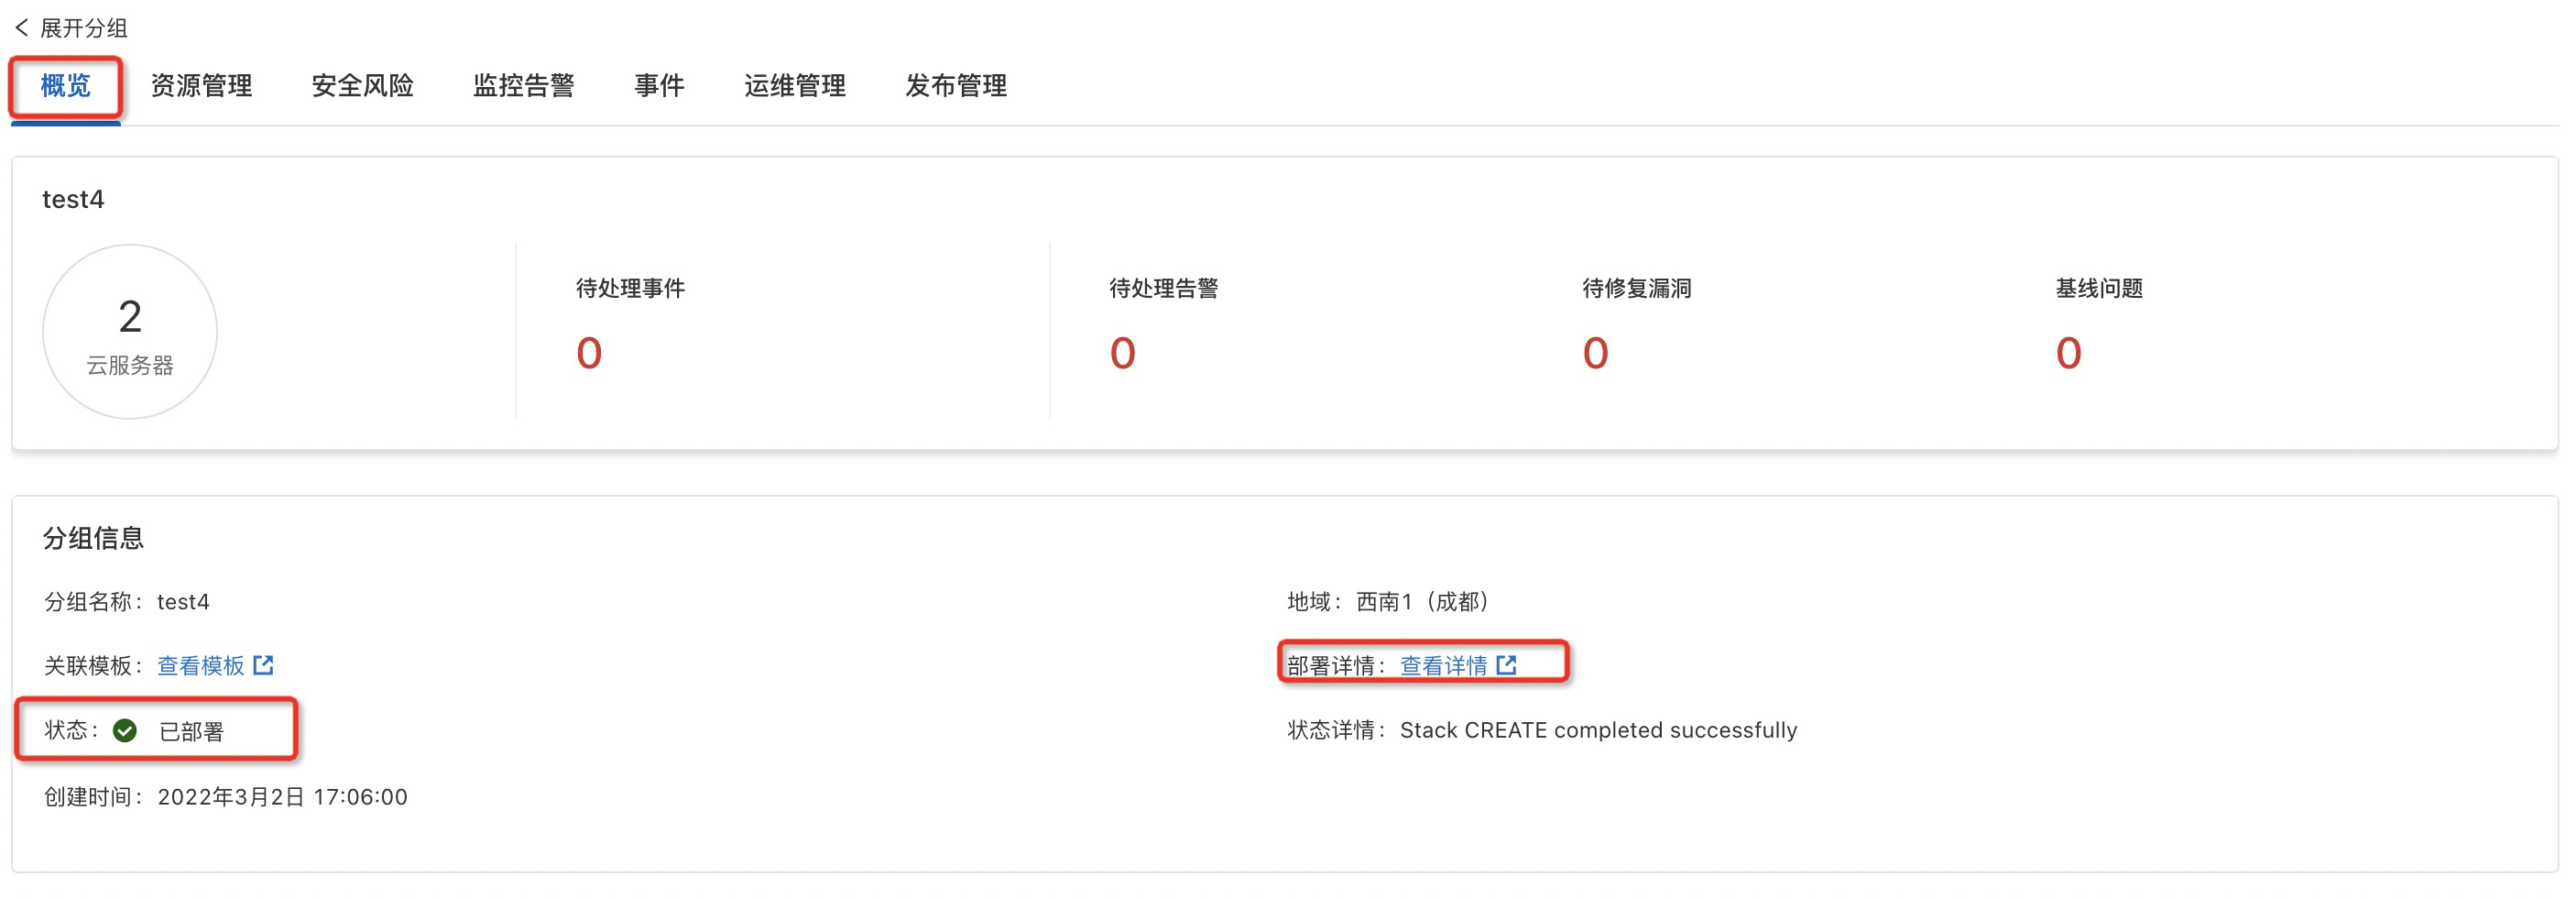 展开分组
概览 资源管理 安全风险 监控告警 事件 运维管理 发布管理
test4
2
云服务器
待处理事件
0
待处理告警
0
待修复漏洞
0
基线问题
0
分组信息
分组名称： test4
地域： 西南1（成都）
关联模板： 查看模板
部署详情： 查看详情
状态： 已部署
状态详情： Stack CREATE completed successfully
创建时间： 2022年3月2日 17:06:00